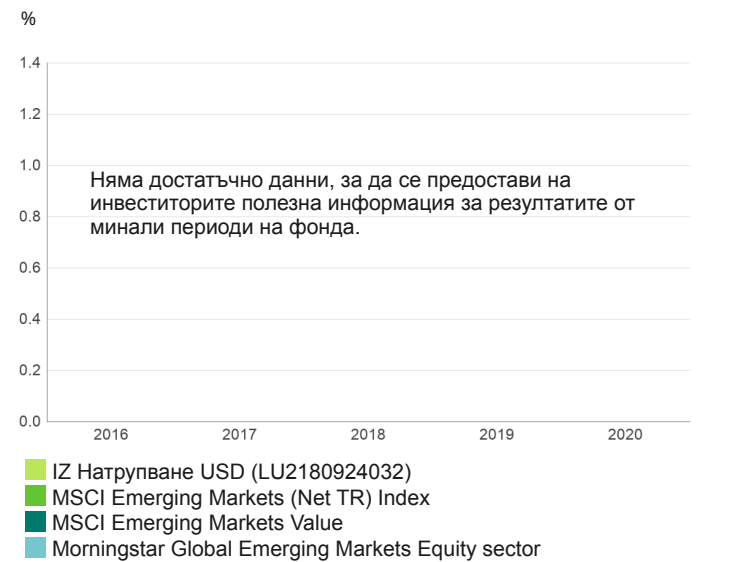 %
1.4
1.2
1.0
Няма достатъчно данни, за да се предостави на
инвеститорите полезна информация за резултатите от
минали периоди на фонда.
0.8
0.6
0.4
0.2
0.0
2016 2017 2018 2019 2020
IZ Натрупване USD (LU2180924032)
MSCI Emerging Markets (Net TR) Index
MSCI Emerging Markets Value
Morningstar Global Emerging Markets Equity sector